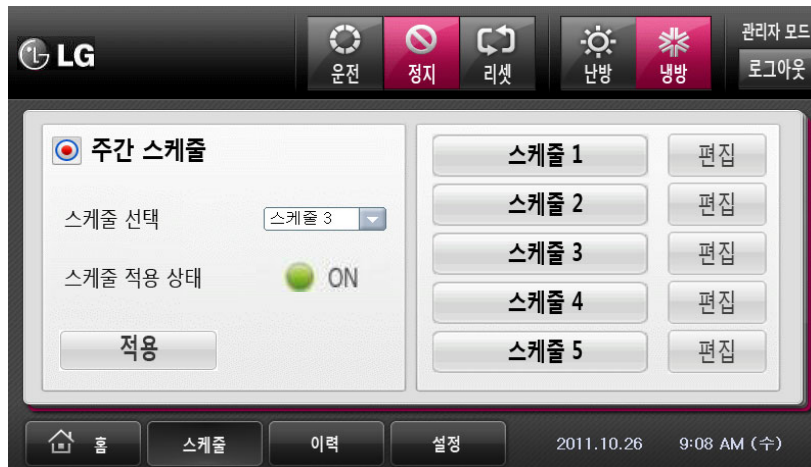 LG
운전
정지
리셋
난방
냉방
관리자 모드
로그아웃
주간 스케줄
스케줄 선택
스케줄 3
스케줄 적용 상태
ON
적용
스케줄 1
편집
스케줄 2
편집
스케줄 3
편집
스케줄 4
편집
스케줄 5
편집
홈
스케줄
이력
설정
2011.10.26
9:08 AM (수)